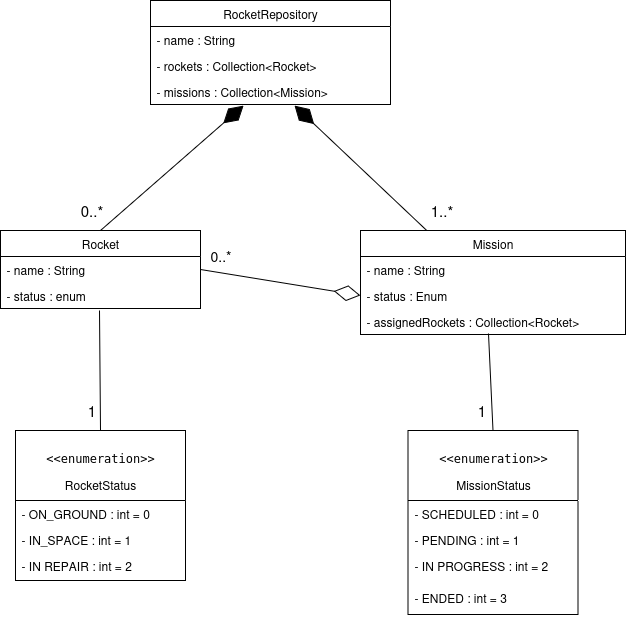 RocketRepository
- name : String
- rockets : Collection<Rocket>
- missions : Collection<Mission>
0..*
1..*
Rocket
- name : String
- status : enum
0..*
Mission
- name : String
- status : Enum
- assignedRockets : Collection<Rocket>
1
1
<<enumeration>>
RocketStatus
- ON_GROUND : int = 0
- IN_SPACE : int = 1
- IN REPAIR : int = 2
<<enumeration>>
MissionStatus
- SCHEDULED : int = 0
- PENDING : int = 1
- IN PROGRESS : int = 2
- ENDED : int = 3